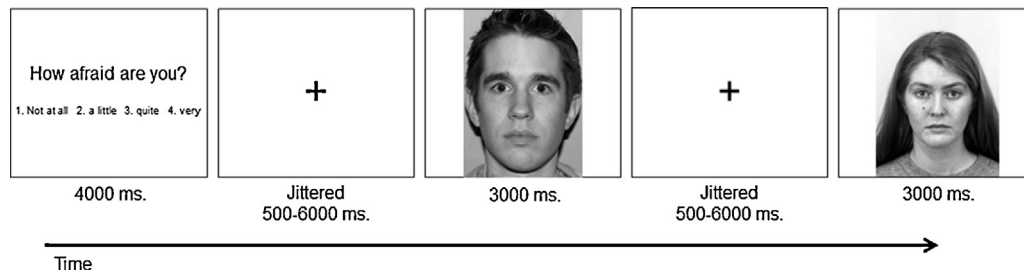 How afraid are you?
1. Not at all 2. a little 3. quite 4. very
+
+
4000 ms.
Jittered
500-6000 ms.
3000 ms.
Jittered
500-6000 ms.
3000 ms.
Time